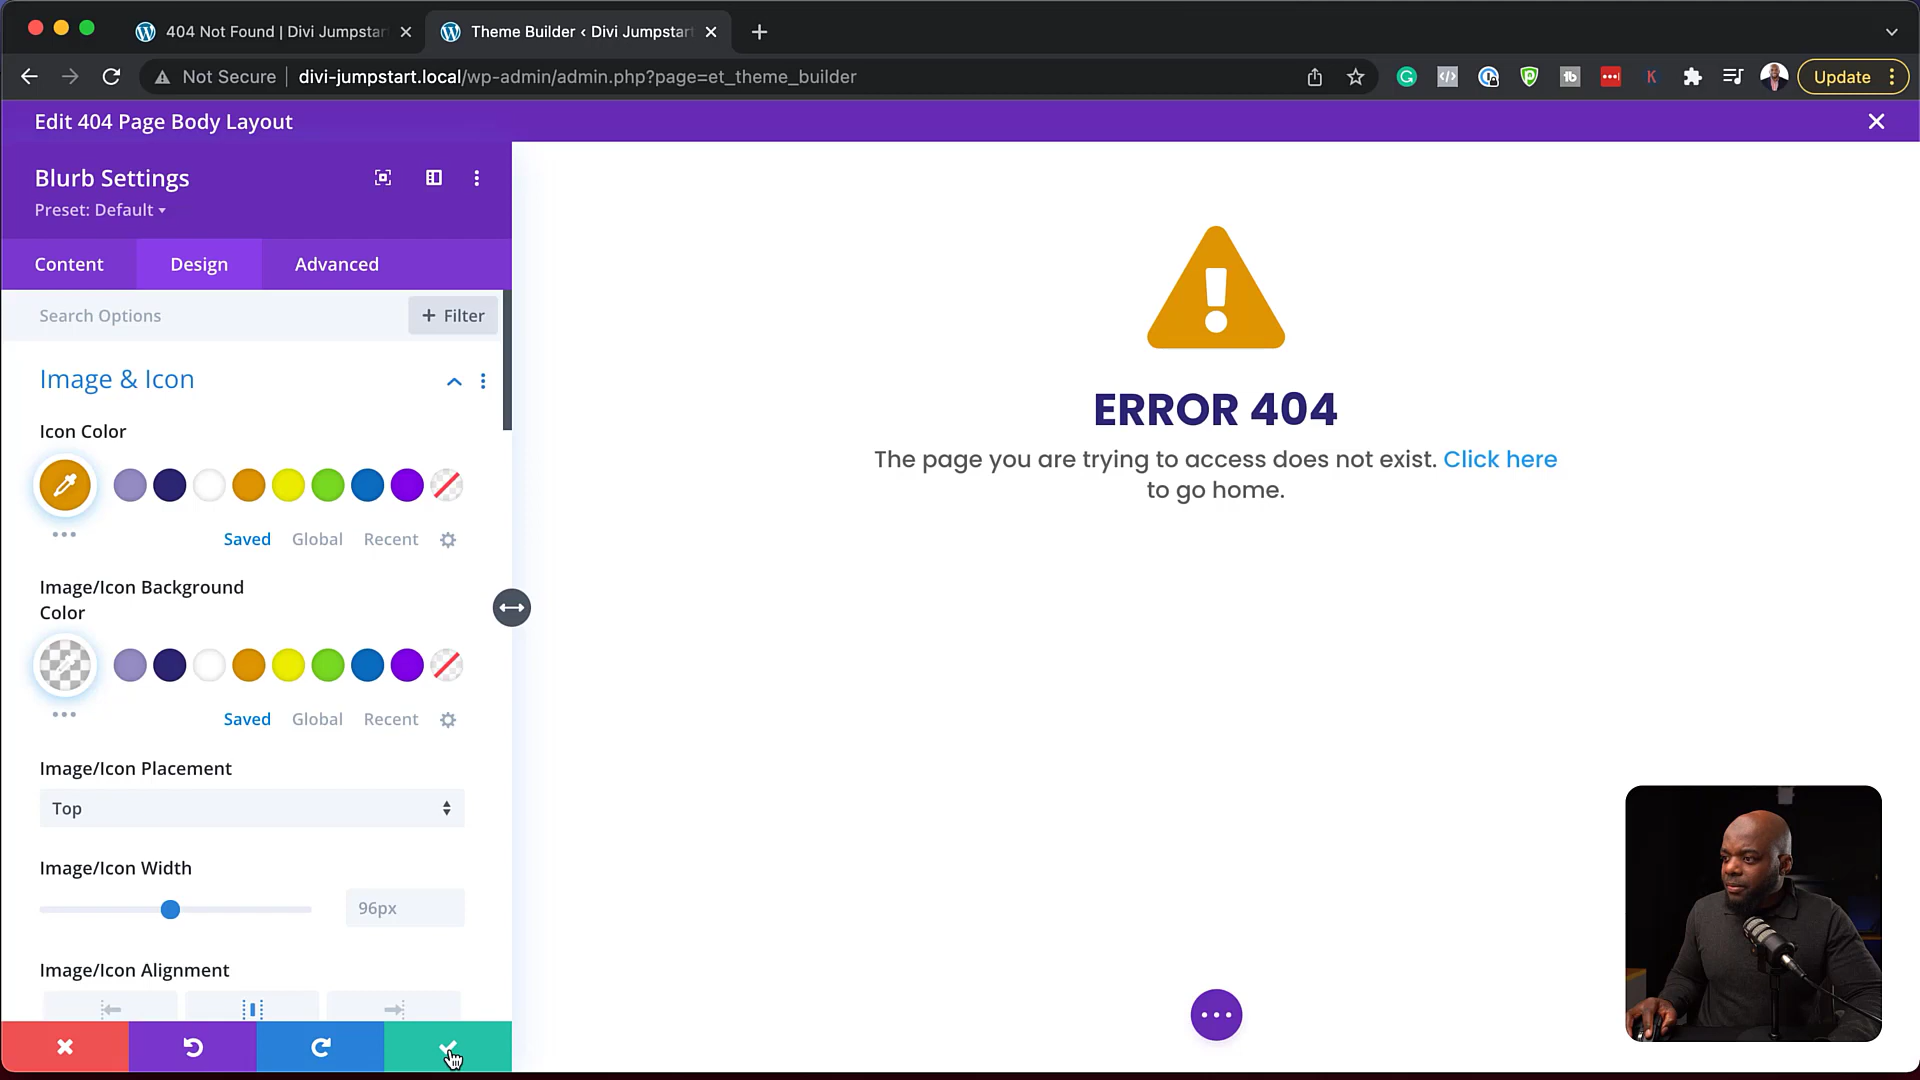 404 Not Found | Divi Jumpstar
Theme Builder ‹ Divi Jumpstart
Not Secure
divi-jumpstart.local/wp-admin/admin.php?page=et_theme_builder
Update
Edit 404 Page Body Layout
Blurb Settings
Preset: Default
Content
Design
Advanced
Search Options
+ Filter
Image & Icon
Icon Color
Saved
Global
Recent
Image/Icon Background
Color
Saved
Global
Recent
Image/Icon Placement
Top
Image/Icon Width
96px
Image/Icon Alignment
ERROR 404
The page you are trying to access does not exist. Click here
to go home.